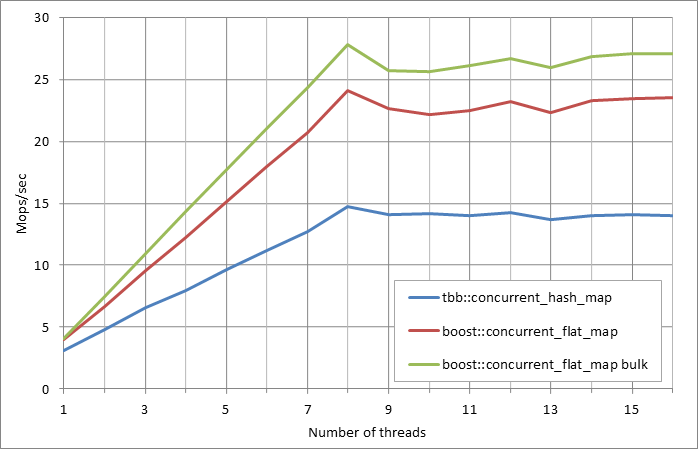 30
25
20
15
10
5
0
Mops/sec
tbb::concurrent_hash_map
boost::concurrent_flat_map
boost::concurrent_flat_map bulk
1 3 5 7 9 11 13 15
Number of threads